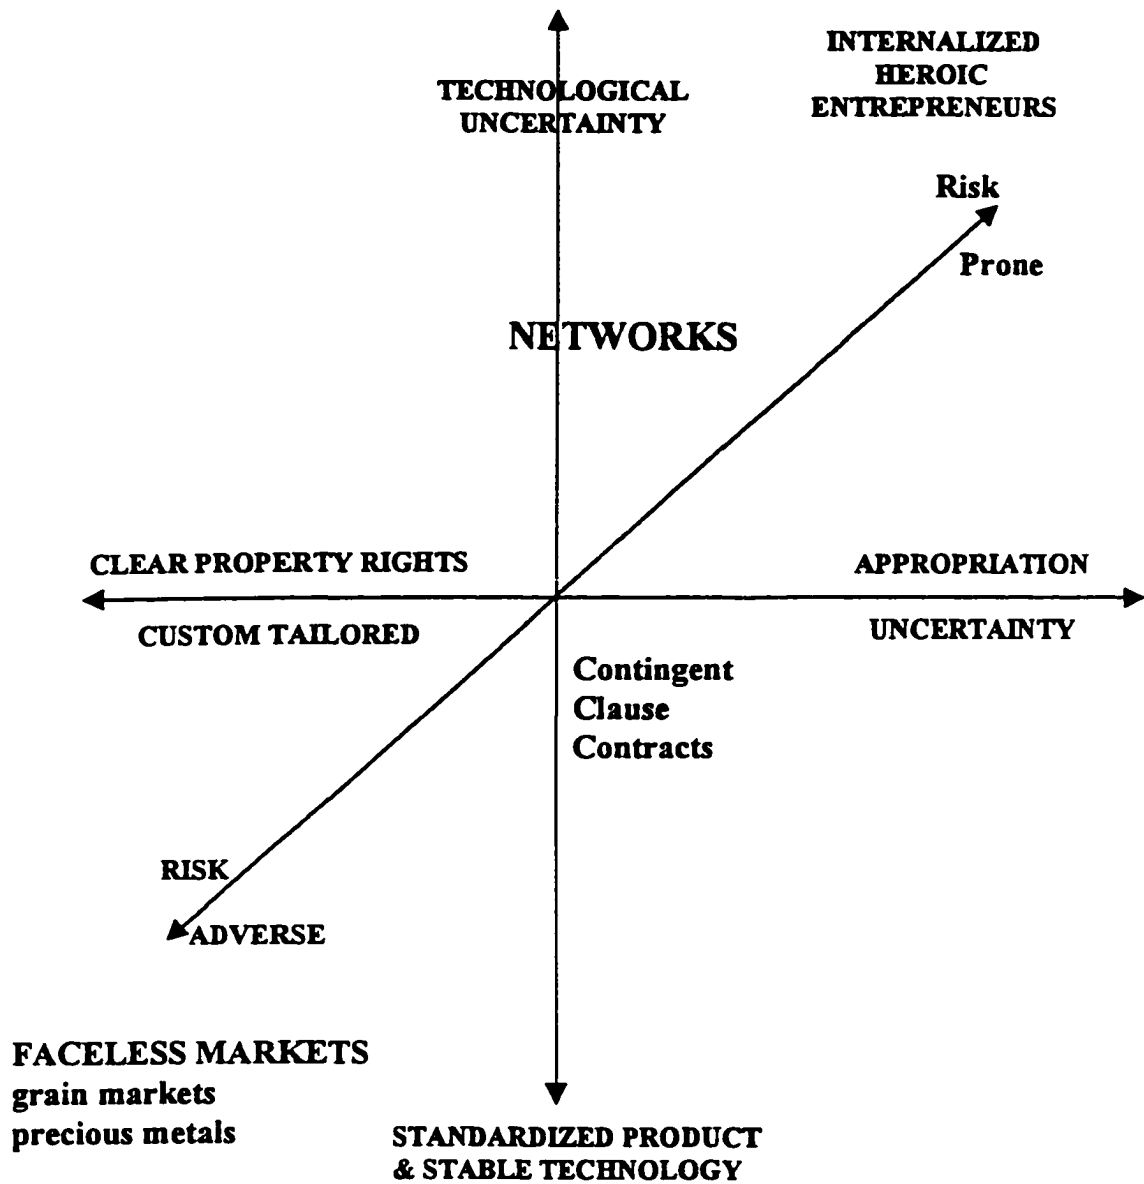 INTERNALIZED
HEROIC
ENTREPRENEURS
TECHNOLOGICAL
UNCERTAINTY
Risk
Prone
NETWORKS
CLEAR PROPERTY RIGHTS
APPROPRIATION
CUSTOM TAILORED
UNCERTAINTY
Contingent
Clause
Contracts
RISK
ADVERSE
FACELESS MARKETS
grain markets
precious metals
STANDARDIZED PRODUCT
& STABLE TECHNOLOGY